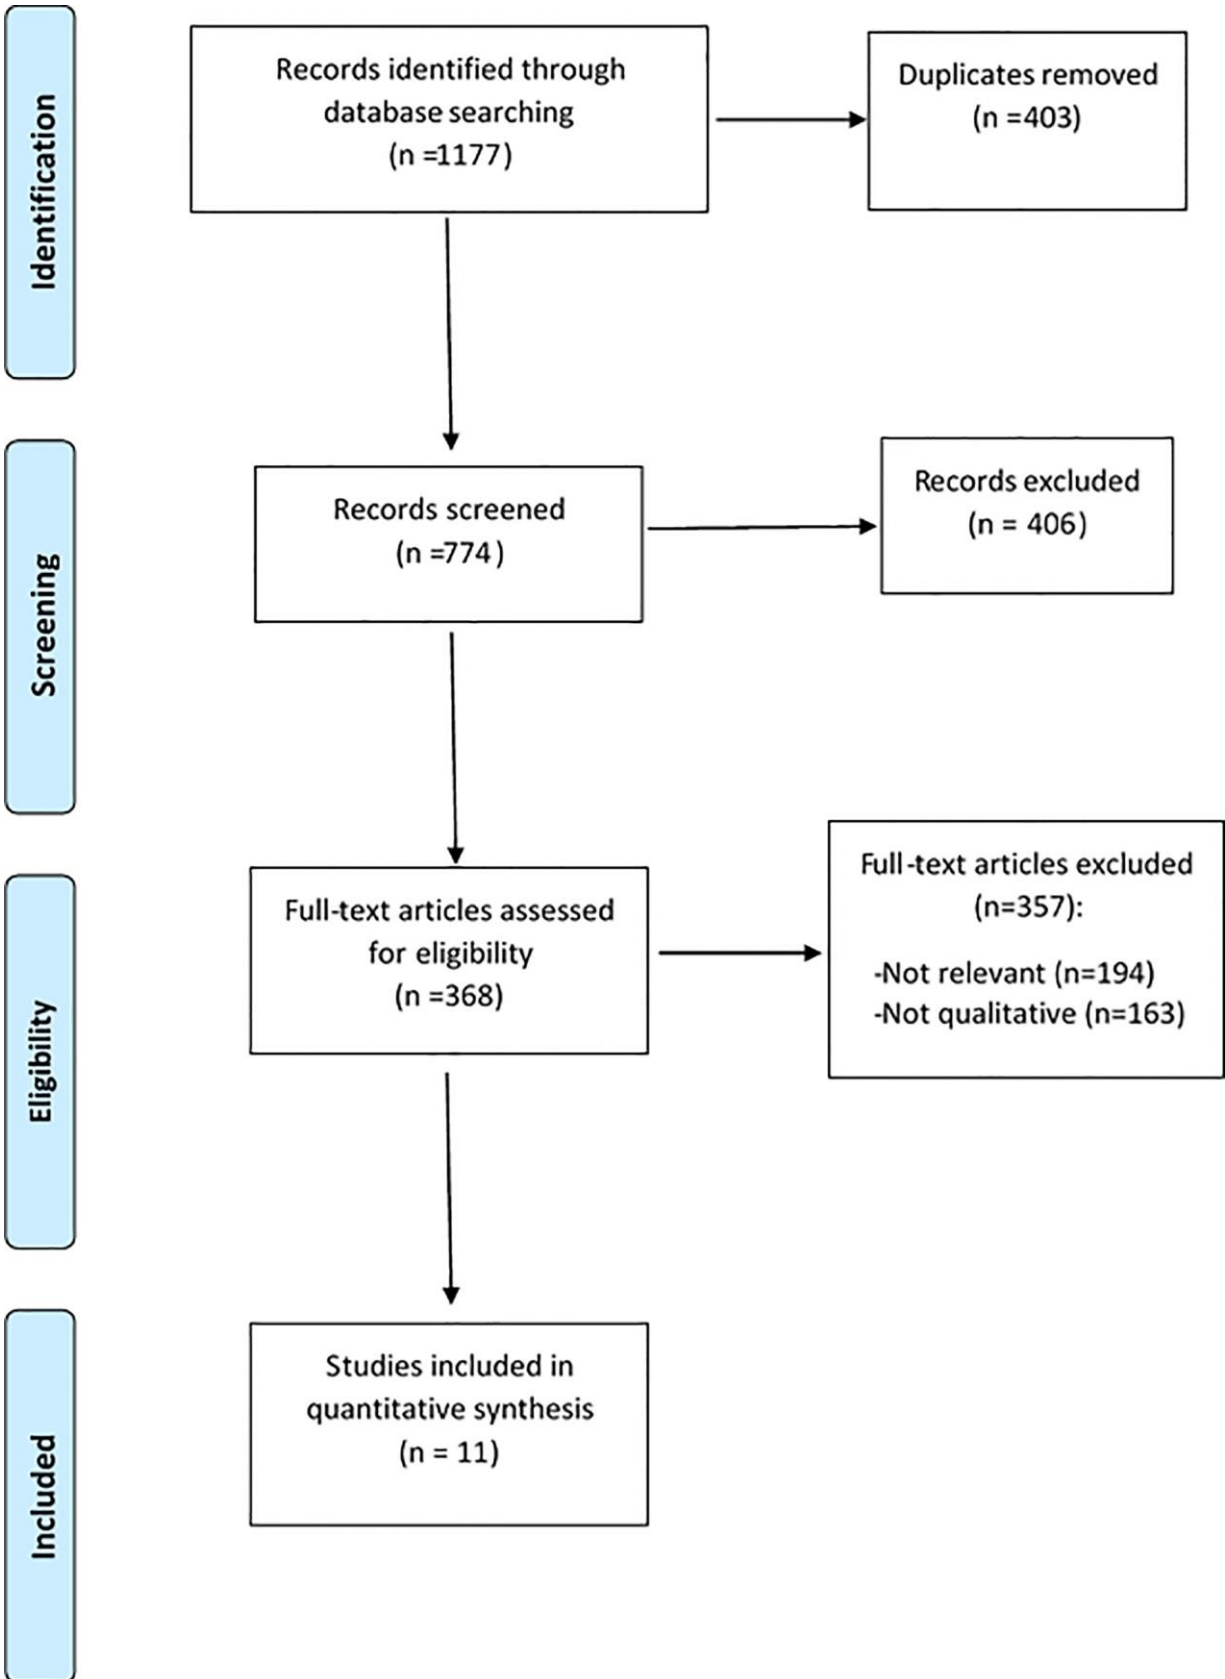 Identification
Records identified through
database searching
(n =1177)
Duplicates removed
(n =403)
Screening
Records screened
(n =774)
Records excluded
(n = 406)
Eligibility
Full-text articles assessed
for eligibility
(n =368)
Full-text articles excluded
(n=357):
-Not relevant (n=194)
-Not qualitative (n=163)
Included
Studies included in
quantitative synthesis
(n = 11)